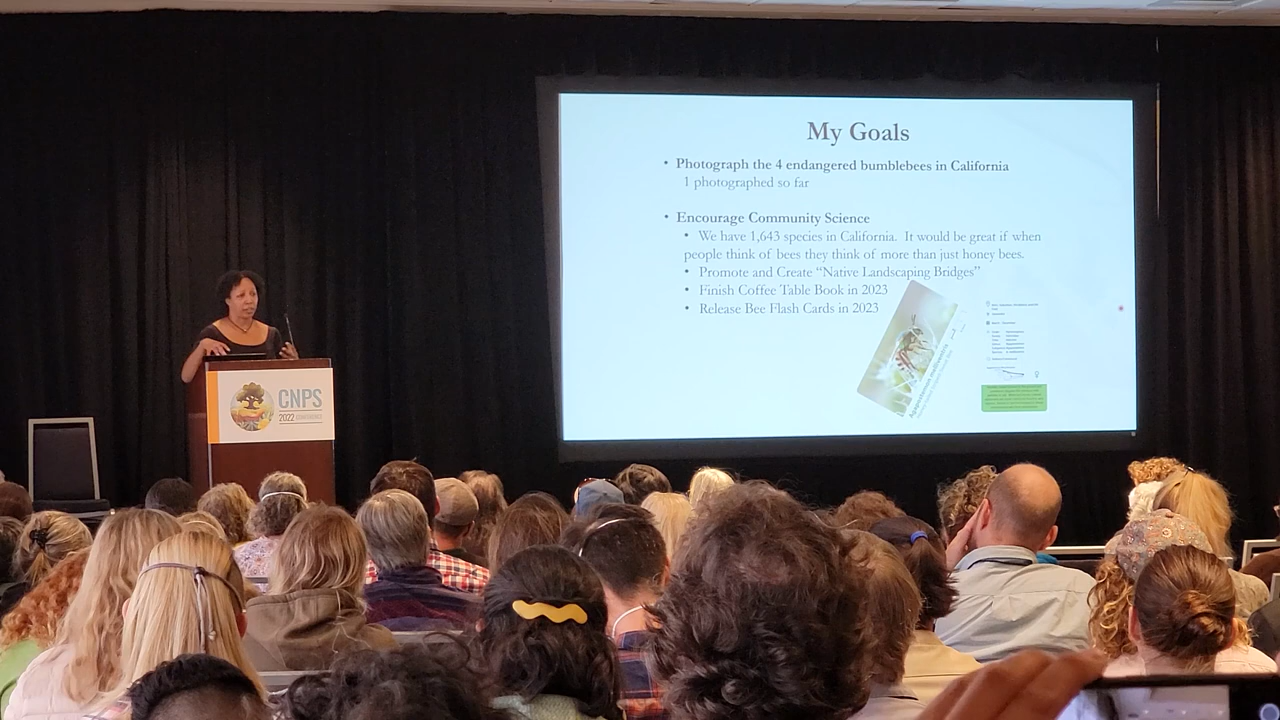 My Goals
• Photograph the 4 endangered bumblebees in California
1 photographed so far
• Encourage Community Science
• We have 1,643 species in California. It would be great if when
people think of bees they think of more than just honey bees.
• Promote and Create “Native Landscaping Bridges”
• Finish Coffee Table Book in 2023
• Release Bee Flash Cards in 2023
CNPS
2022 CONFERENCE